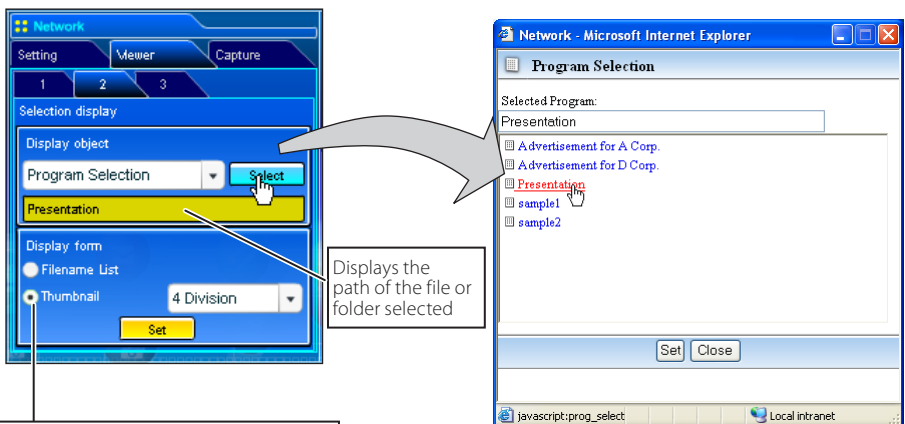 Network
Setting
Viewer
Capture
1
2
3
Selection display
Display object
Program Selection
Select
Presentation
Display form
Filename List
Thumbnail
4 Division
Set
Displays the
path of the file or
folder selected
Network - Microsoft Internet Explorer
Program Selection
Selected Program:
Presentation
Advertisement for A Corp.
Advertisement for D Corp.
Presentation
sample1
sample2
Set
Close
javascript:prog_select
Local intranet